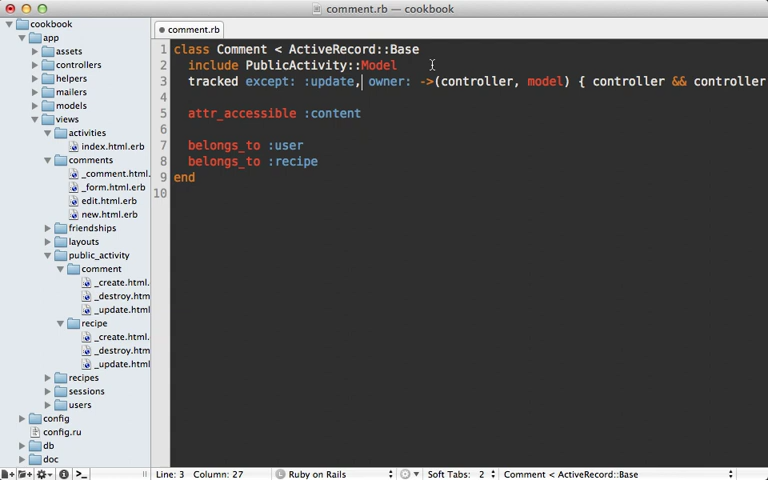 comment.rb — cookbook
cookbook
app
assets
controllers
helpers
mailers
models
views
activities
index.html.erb
comments
_comment.html.
_form.html.erb
edit.html.erb
new.html.erb
friendships
layouts
public_activity
comment
_create.html.
_destroy.htm
_update.html
recipe
_create.html.
_destroy.htm
_update.html
recipes
sessions
users
config
config.ru
db
doc
comment.rb
1 class Comment < ActiveRecord::Base
2 include PublicActivity::Model
3 tracked except: :update, owner: ->(controller, model) { controller && controller
4
5 attr_accessible :content
6
7 belongs_to :user
8 belongs_to :recipe
9 end
10
Line: 3 Column: 27 Ruby on Rails Soft Tabs: 2 Comment < ActiveRecord::Base